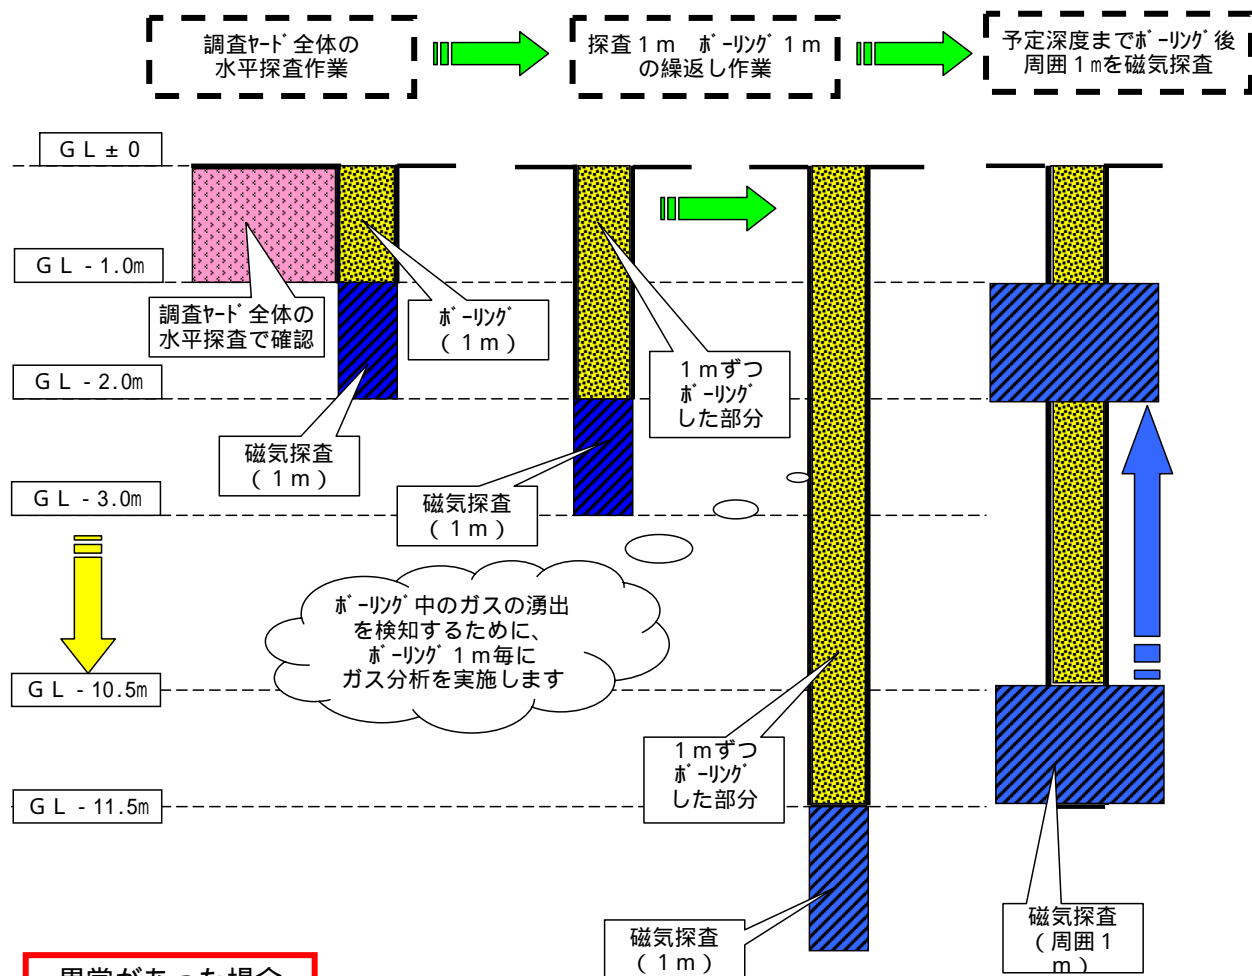 調査ﾔｰﾄﾞ全体の
水平探査作業
探査１ｍ　ﾎﾞｰﾘﾝｸﾞ１ｍ
の繰返し作業
予定深度までﾎﾞｰﾘﾝｸﾞ後
周囲１ｍを磁気探査
ＧＬ±０
ＧＬ－1.0ｍ
調査ﾔｰﾄﾞ全体の
水平探査で確認
ﾎﾞｰﾘﾝｸﾞ
（１ｍ）
ＧＬ－2.0ｍ
１ｍずつ
ﾎﾞｰﾘﾝｸﾞ
した部分
磁気探査
（１ｍ）
ＧＬ－3.0ｍ
磁気探査
（１ｍ）
ﾎﾞｰﾘﾝｸﾞ中のガスの湧出
を検知するために、
ﾎﾞｰﾘﾝｸﾞ１ｍ毎に
ガス分析を実施します
ＧＬ－10.5ｍ
１ｍずつ
ﾎﾞｰﾘﾝｸﾞ
した部分
ＧＬ－11.5ｍ
磁気探査
（１ｍ）
磁気探査
（周囲１
ｍ）
異常があった場合